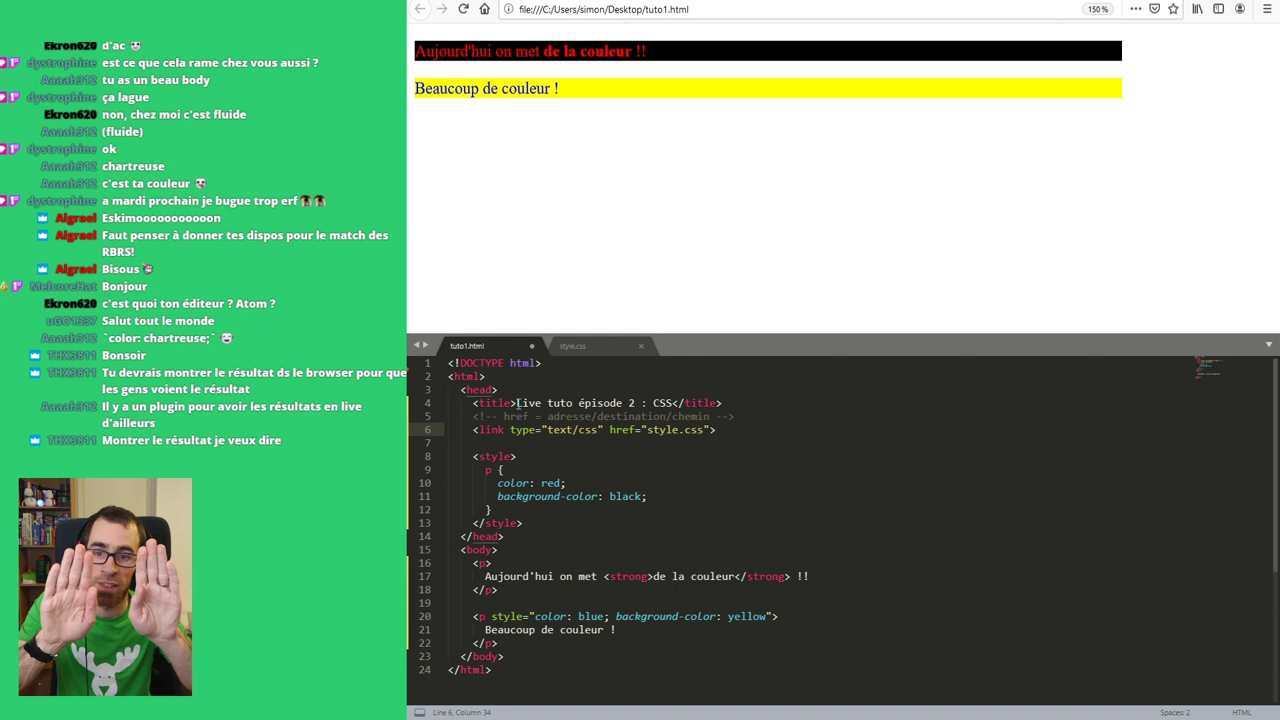 Ekron620 d'ac
dystrophine est ce que cela rame chez vous aussi ?
Aaaah312 tu as un beau body
dystrophine ça lague
Ekron620 non, chez moi c'est fluide
Aaaah312 (fluide)
dystrophine ok
Aaaah312 chartreuse
Aaaah312 c'est ta couleur
dystrophine a mardi prochain je bugue trop erf
Algrael Eskimooooooooooon
Algrael Faut penser à donner tes dispos pour le match des
RBRS!
Algrael Bisous
MelcoreHat Bonjour
Ekron620 c'est quoi ton éditeur ? Atom ?
uGO1337 Salut tout le monde
Aaaah312 `color: chartreuse;`
THX3811 Bonsoir
THX3811 Tu devrais montrer le résultat ds le browser pour que
les gens voient le résultat
Aaaah312 Il y a un plugin pour avoir les résultats en live
d'ailleurs
THX3811 Montrer le résultat je veux dire
file:///C:/Users/simon/Desktop/tuto1.html
150 %
Aujourd'hui on met de la couleur !!
Beaucoup de couleur !
tuto1.html
style.css
1 <!DOCTYPE html>
2 <html>
3 <head>
4 <title>Live tuto épisode 2 : CSS</title>
5 <!-- href = adresse/destination/chemin -->
6 <link type="text/css" href="style.css">
7
8 <style>
9 p {
10 color: red;
11 background-color: black;
12 }
13 </style>
14 </head>
15 <body>
16 <p>
17 Aujourd'hui on met <strong>de la couleur</strong> !!
18 </p>
19
20 <p style="color: blue; background-color: yellow">
21 Beaucoup de couleur !
22 </p>
23 </body>
24 </html>
Line 6, Column 34
Spaces: 2
HTML